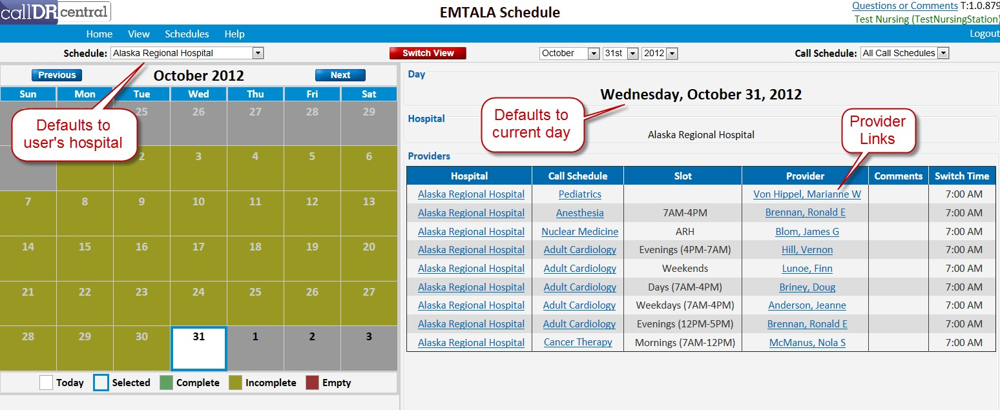 callDRcentral
EMTALA Schedule
Questions or Comments T:1.0.879
Test Nursing (TestNursingStation)
Home View Schedules Help Logout
Schedule: Alaska Regional Hospital
Switch View
October 31st 2012
Call Schedule: All Call Schedules
Previous October 2012 Next
Sun Mon Tue Wed Thu Fri Sat
25 26 27 28 29
2 3 4 5 6
7 8 9 10 11 12 13
14 15 16 17 18 19 20
21 22 23 24 25 26 27
28 29 30 31 1 2 3
Today Selected Complete Incomplete Empty
Defaults to
user's hospital
Day
Wednesday, October 31, 2012
Defaults to
current day
Hospital
Alaska Regional Hospital
Provider
Links
Providers
Hospital Call Schedule Slot Provider Comments Switch Time
Alaska Regional Hospital Pediatrics Von Hippel, Marianne W 7:00 AM
Alaska Regional Hospital Anesthesia 7AM-4PM Brennan, Ronald E 7:00 AM
Alaska Regional Hospital Nuclear Medicine ARH Blom, James G 7:00 AM
Alaska Regional Hospital Adult Cardiology Evenings (4PM-7AM) Hill, Vernon 7:00 AM
Alaska Regional Hospital Adult Cardiology Weekends Lunoe, Finn 7:00 AM
Alaska Regional Hospital Adult Cardiology Days (7AM-4PM) Briney, Doug 7:00 AM
Alaska Regional Hospital Adult Cardiology Weekdays (7AM-4PM) Anderson, Jeanne 7:00 AM
Alaska Regional Hospital Adult Cardiology Evenings (12PM-5PM) Brennan, Ronald E 7:00 AM
Alaska Regional Hospital Cancer Therapy Mornings (7AM-12PM) McManus, Nola S 7:00 AM